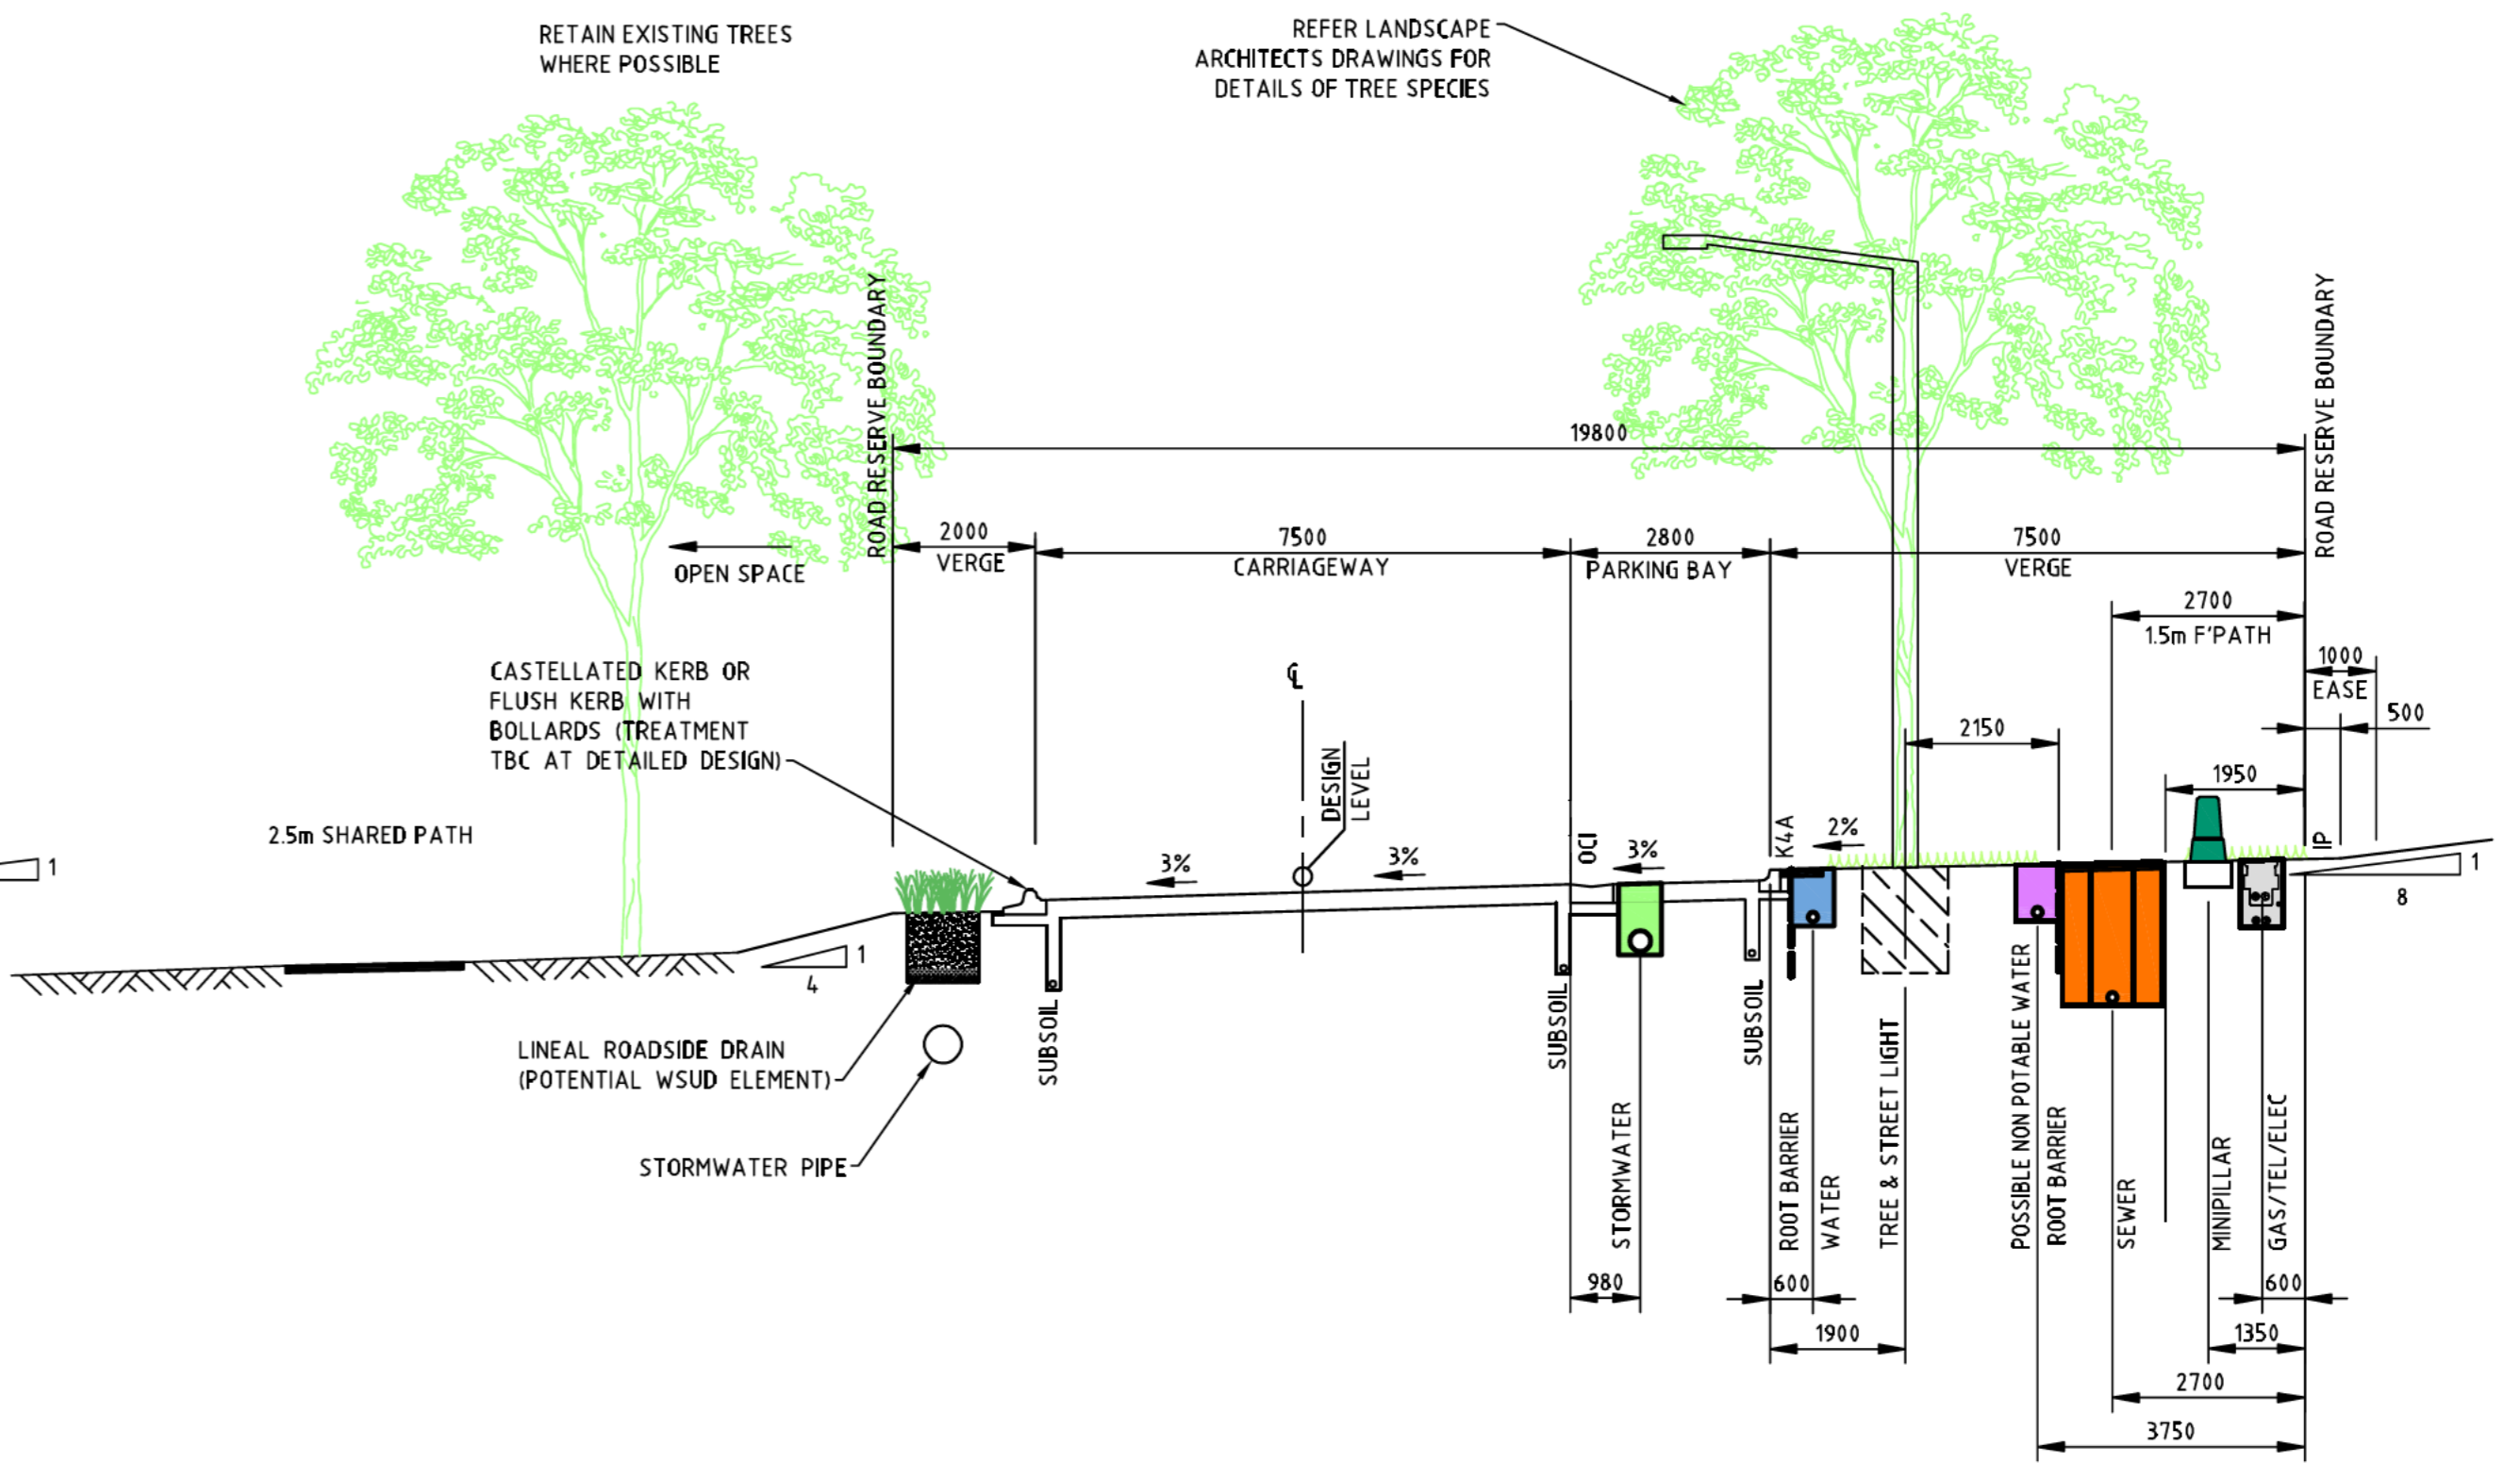 RETAIN EXISTING TREES
WHERE POSSIBLE
REFER LANDSCAPE
ARCHITECTS DRAWINGS FOR
DETAILS OF TREE SPECIES
ROAD RESERVE BOUNDARY
19800
ROAD RESERVE BOUNDARY
OPEN SPACE
2000
VERGE
7500
CARRIAGEWAY
2800
PARKING BAY
7500
VERGE
2700
1.5m F'PATH
1000
EASE
500
2150
1950
CASTELLATED KERB OR
FLUSH KERB WITH
BOLLARDS (TREATMENT
TBC AT DETAILED DESIGN)
℄
DESIGN
LEVEL
2.5m SHARED PATH
1
3%
3%
OCI
3%
K4A
2%
IP
1
8
1
4
LINEAL ROADSIDE DRAIN
(POTENTIAL WSUD ELEMENT)
STORMWATER PIPE
SUBSOIL
SUBSOIL
SUBSOIL
STORMWATER
ROOT BARRIER
WATER
TREE & STREET LIGHT
POSSIBLE NON POTABLE WATER
ROOT BARRIER
SEWER
MINIPILLAR
GAS/TEL/ELEC
980
600
600
1900
1350
2700
3750